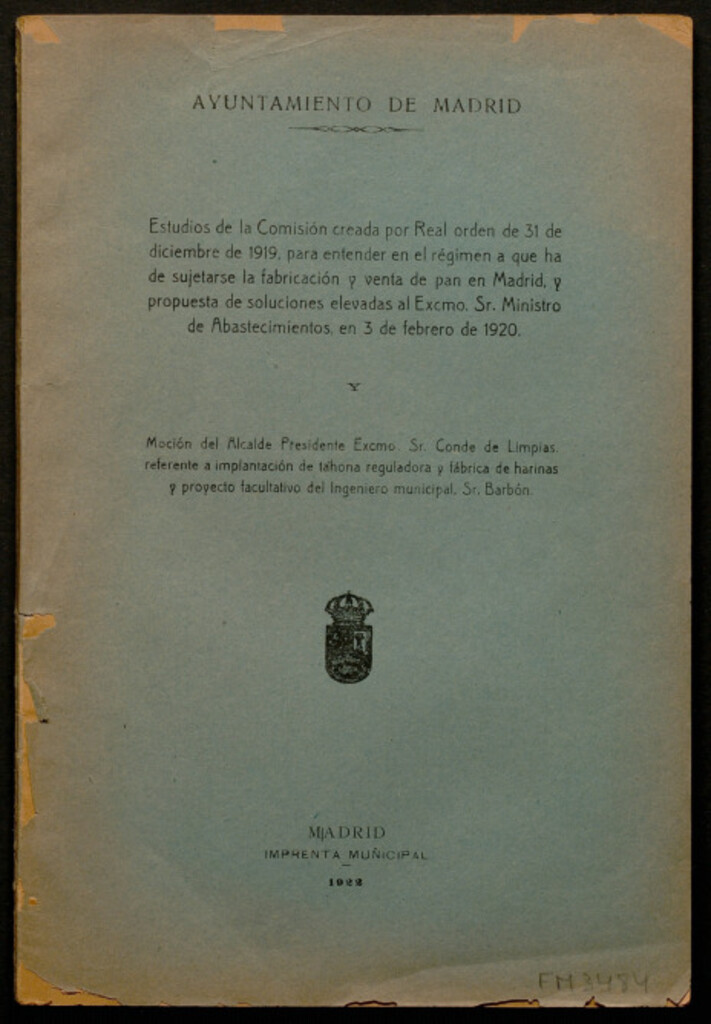 AYUNTAMIENTO DE MADRID
Estudios de la Comisión creada por Real orden de 31 de
diciembre de 1919, para entender en el régimen a que ha
de sujetarse la fabricación y venta de pan en Madrid, y
propuesta de soluciones elevadas al Excmo. Sr. Ministro
de Abastecimientos, en 3 de febrero de 1920.
Y
Moción del Alcalde Presidente Excmo. Sr. Conde de Limpias,
referente a implantación de tahona reguladora y fábrica de harinas
y proyecto facultativo del Ingeniero municipal, Sr. Barbón.
MADRID
IMPRENTA MUÑICIPAL
1922
FM3484